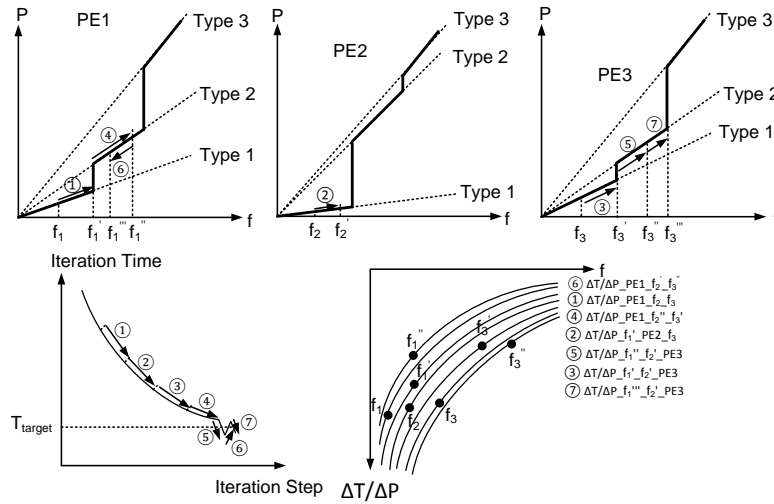 P
PE1
Type 3
Type 2
Type 1
④
⑥
①
f₁ f₁' f₁''' f₁''
f
P
PE2
Type 3
Type 2
Type 1
②
f₂ f₂'
f
P
PE3
Type 3
Type 2
Type 1
⑦
⑤
③
f₃ f₃' f₃'' f₃'''
Iteration Time
①
②
③
④
⑤
⑥
⑦
T_target
Iteration Step
f
f₁''
f₃'
f₃''
f₁'
f₁
f₂
f₃
ΔT/ΔP
⑥ ΔT/ΔP_PE1_f₂'_f₃''
① ΔT/ΔP_PE1_f₂_f₃
④ ΔT/ΔP_PE1_f₂''_f₃'
② ΔT/ΔP_f₁'_PE2_f₃
⑤ ΔT/ΔP_f₁''_f₂'_PE3
③ ΔT/ΔP_f₁'_f₂'_PE3
⑦ ΔT/ΔP_f₁'''_f₂'_PE3